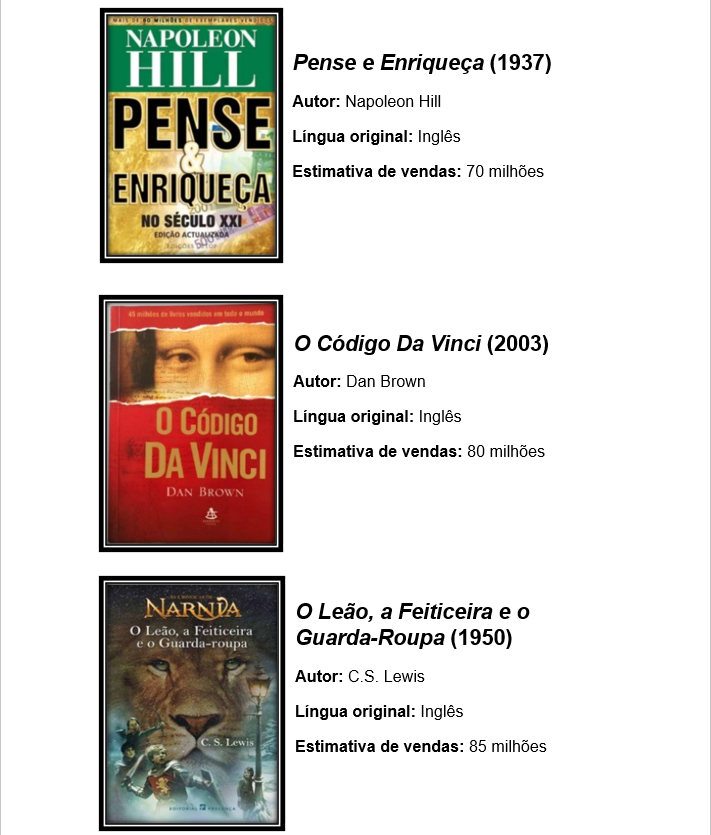 MAIS DE 80 MILHÕES DE EXEMPLARES VENDIDOS
NAPOLEON
HILL
PENSE
&
ENRIQUEÇA
NO SÉCULO XXI
EDIÇÃO ACTUALIZADA
Pense e Enriqueça (1937)
Autor: Napoleon Hill
Língua original: Inglês
Estimativa de vendas: 70 milhões
45 milhões de livros vendidos em todo o mundo
O CÓDIGO
DA VINCI
DAN BROWN
O Código Da Vinci (2003)
Autor: Dan Brown
Língua original: Inglês
Estimativa de vendas: 80 milhões
AS CRÓNICAS DE
NARNIA
O Leão, a Feiticeira
e o Guarda-roupa
C. S. Lewis
EDITORIAL PRESENÇA
O Leão, a Feiticeira e o
Guarda-Roupa (1950)
Autor: C.S. Lewis
Língua original: Inglês
Estimativa de vendas: 85 milhões